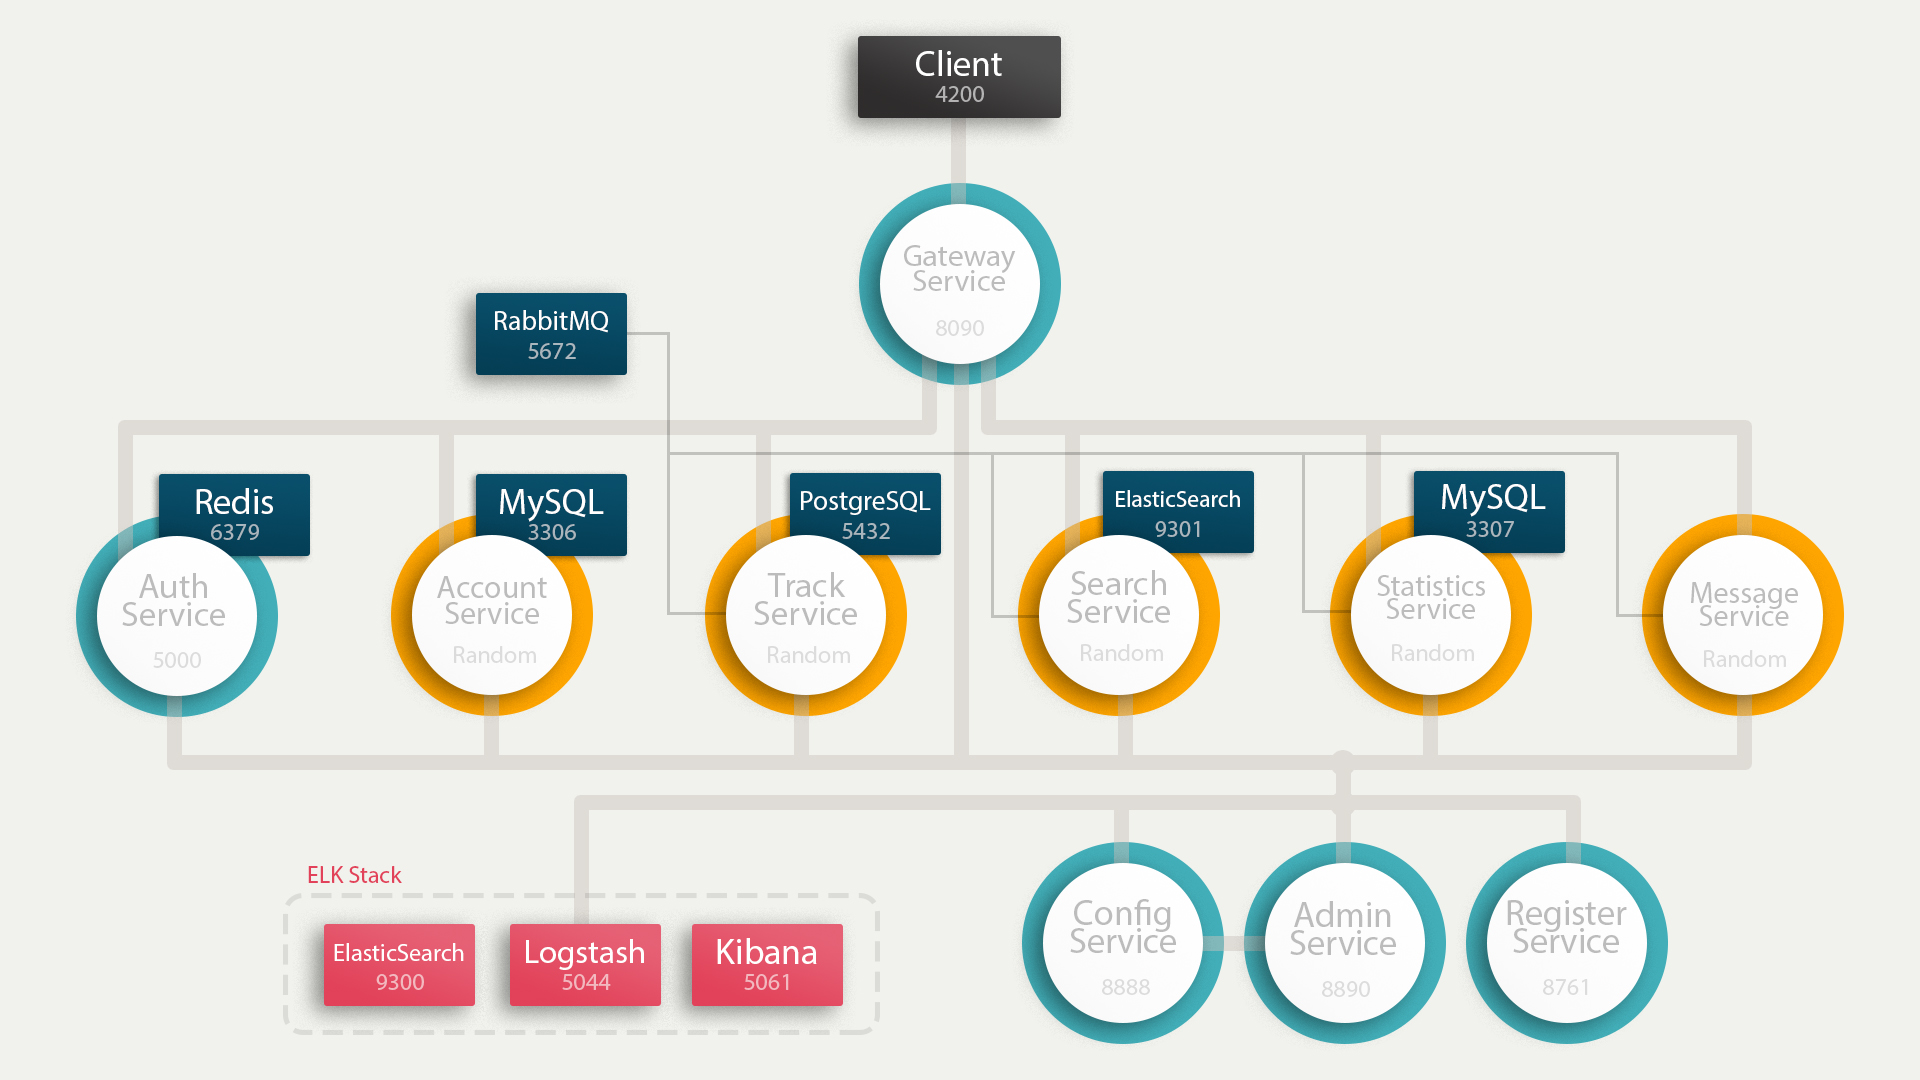 Client
4200
Gateway
Service
8090
RabbitMQ
5672
Redis
6379
Auth
Service
5000
MySQL
3306
Account
Service
Random
PostgreSQL
5432
Track
Service
Random
ElasticSearch
9301
Search
Service
Random
MySQL
3307
Statistics
Service
Random
Message
Service
Random
ELK Stack
ElasticSearch
9300
Logstash
5044
Kibana
5061
Config
Service
8888
Admin
Service
8890
Register
Service
8761